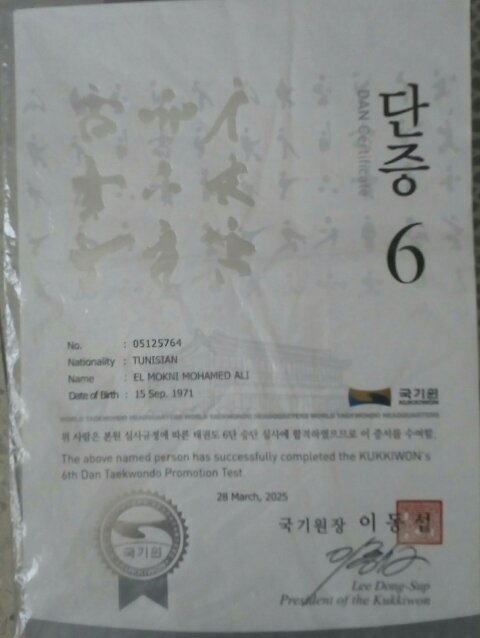 단증
DAN Certificate
6
No. : 05125764
Nationality : TUNISIAN
Name : EL MOKNI MOHAMED ALI
Date of Birth : 15 Sep. 1971
국기원
KUKKIWON
WORLD TAEKWONDO HEADQUARTERS WORLD TAEKWONDO HEADQUARTERS WORLD TAEKWONDO HEADQUARTERS WORLD TAEKWONDO HEADQUARTERS
위 사람은 본원 심사규정에 따른 태권도 6단 승단 심사에 합격하였으므로 이 증서를 수여함.
The above named person has successfully completed the KUKKIWON's
6th Dan Taekwondo Promotion Test.
28 March, 2025
국기원장 이동섭
국기원
KUKKIWON
Lee Dong-Sup
President of the Kukkiwon